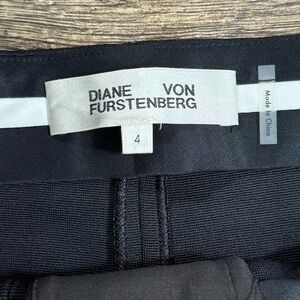 DIANE VON
FURSTENBERG
4
Made in China